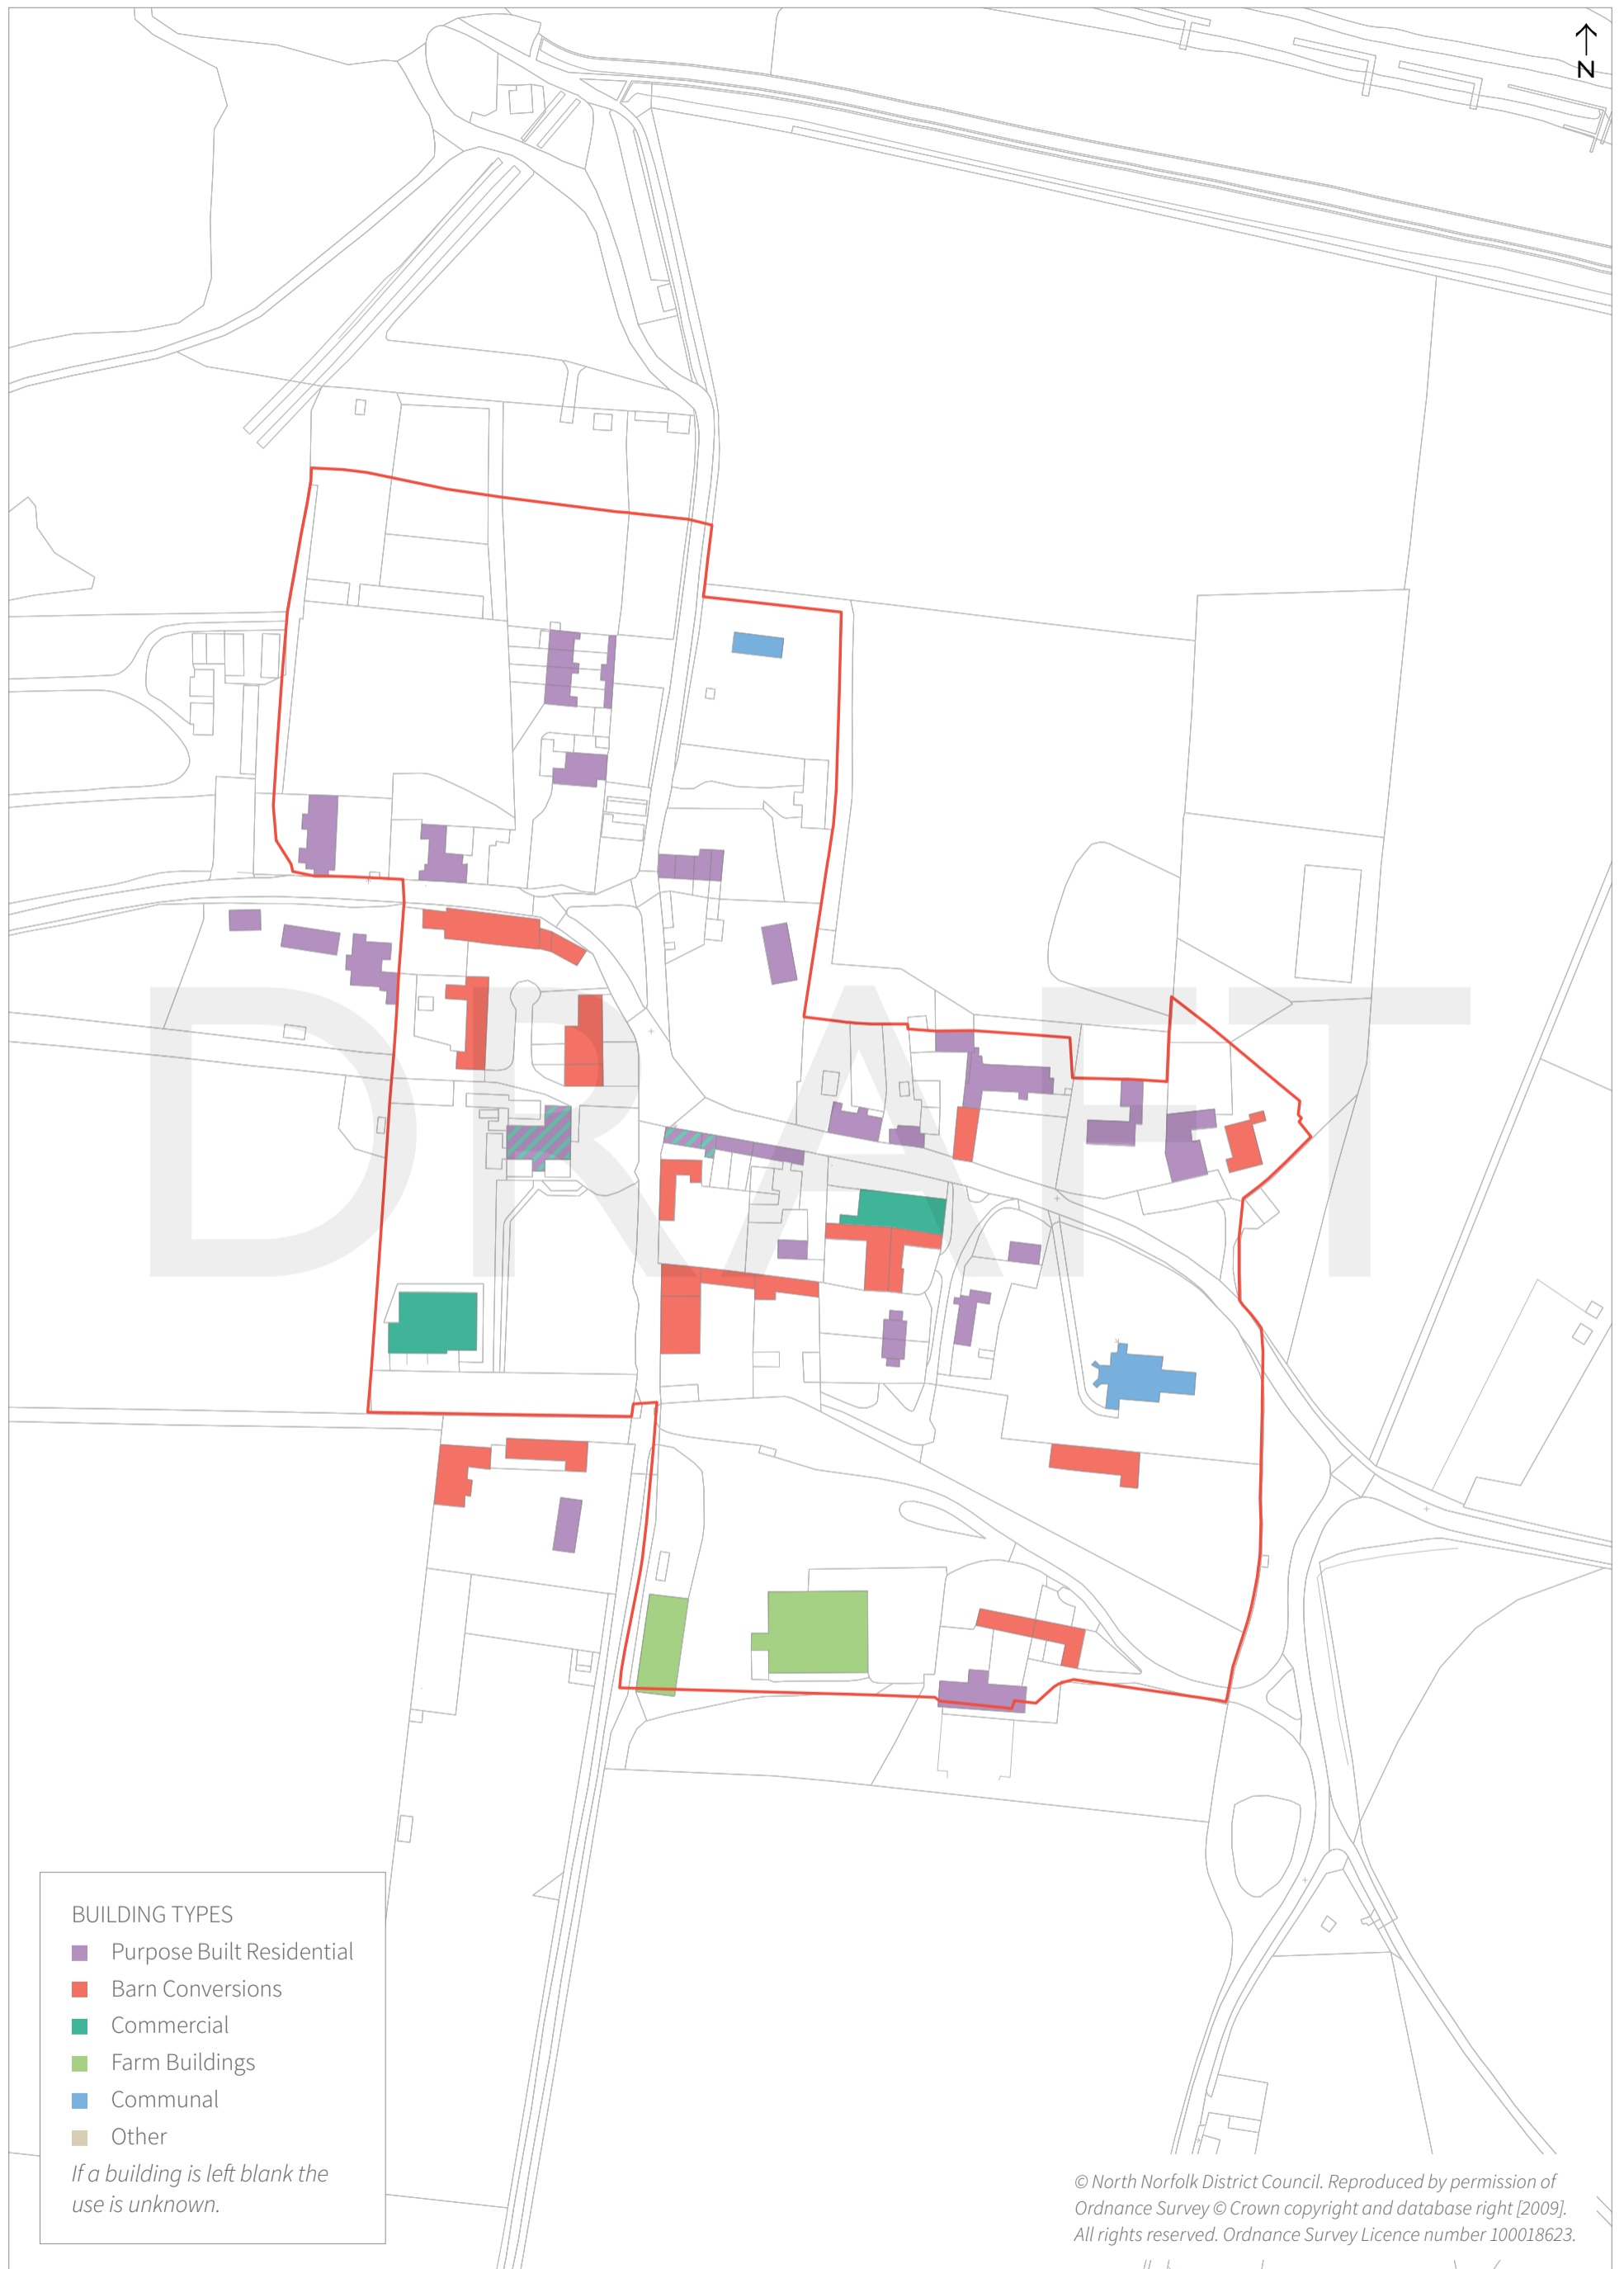 N
DRAFT
BUILDING TYPES
Purpose Built Residential
Barn Conversions
Commercial
Farm Buildings
Communal
Other
If a building is left blank the
use is unknown.
© North Norfolk District Council. Reproduced by permission of
Ordnance Survey © Crown copyright and database right [2009].
All rights reserved. Ordnance Survey Licence number 100018623.